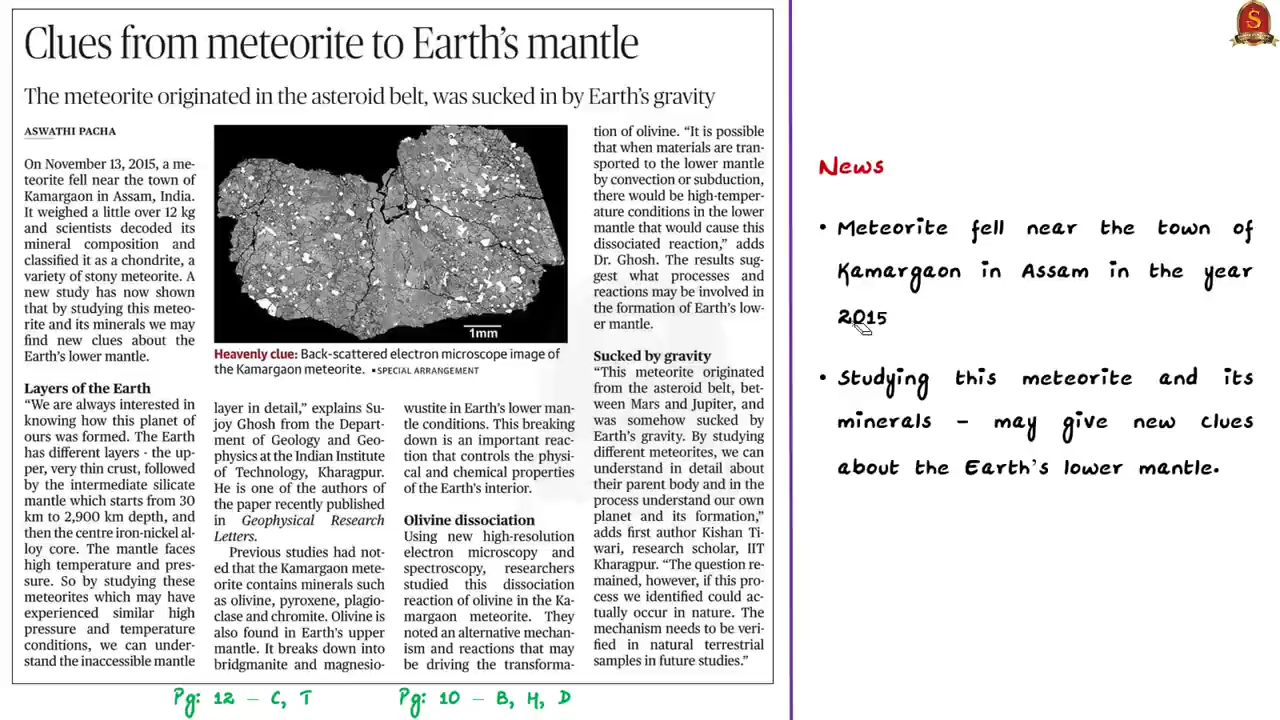 Clues from meteorite to Earth's mantle
The meteorite originated in the asteroid belt, was sucked in by Earth's gravity
ASWATHI PACHA
On November 13, 2015, a me-
teorite fell near the town of
Kamargaon in Assam, India.
It weighed a little over 12 kg
and scientists decoded its
mineral composition and
classified it as a chondrite, a
variety of stony meteorite. A
new study has now shown
that by studying this meteo-
rite and its minerals we may
find new clues about the
Earth's lower mantle.
Layers of the Earth
"We are always interested in
knowing how this planet of
ours was formed. The Earth
has different layers - the up-
per, very thin crust, followed
by the intermediate silicate
mantle which starts from 30
km to 2,900 km depth, and
then the centre iron-nickel al-
loy core. The mantle faces
high temperature and pres-
sure. So by studying these
meteorites which may have
experienced similar high
pressure and temperature
conditions, we can under-
stand the inaccessible mantle
1mm
Heavenly clue: Back-scattered electron microscope image of
the Kamargaon meteorite. ▪SPECIAL ARRANGEMENT
layer in detail," explains Su-
joy Ghosh from the Depart-
ment of Geology and Geo-
physics at the Indian Institute
of Technology, Kharagpur.
He is one of the authors of
the paper recently published
in Geophysical Research
Letters.
Previous studies had not-
ed that the Kamargaon mete-
orite contains minerals such
as olivine, pyroxene, plagio-
clase and chromite. Olivine is
also found in Earth's upper
mantle. It breaks down into
bridgmanite and magnesio-
wustite in Earth's lower man-
tle conditions. This breaking
down is an important reac-
tion that controls the physi-
cal and chemical properties
of the Earth's interior.
Olivine dissociation
Using new high-resolution
electron microscopy and
spectroscopy, researchers
studied this dissociation
reaction of olivine in the Ka-
margaon meteorite. They
noted an alternative mechan-
ism and reactions that may
be driving the transforma-
tion of olivine. "It is possible
that when materials are tran-
sported to the lower mantle
by convection or subduction,
there would be high-temper-
ature conditions in the lower
mantle that would cause this
dissociated reaction," adds
Dr. Ghosh. The results sug-
gest what processes and
reactions may be involved in
the formation of Earth's low-
er mantle.
Sucked by gravity
"This meteorite originated
from the asteroid belt, bet-
ween Mars and Jupiter, and
was somehow sucked by
Earth's gravity. By studying
different meteorites, we can
understand in detail about
their parent body and in the
process understand our own
planet and its formation,"
adds first author Kishan Ti-
wari, research scholar, IIT
Kharagpur. "The question re-
mained, however, if this pro-
cess we identified could ac-
tually occur in nature. The
mechanism needs to be veri-
fied in natural terrestrial
samples in future studies."
Pg: 12 - C, T
Pg: 10 - B, H, D
News
• Meteorite fell near the town of
Kamargaon in Assam in the year
2015
• Studying this meteorite and its
minerals - may give new clues
about the Earth's lower mantle.
S